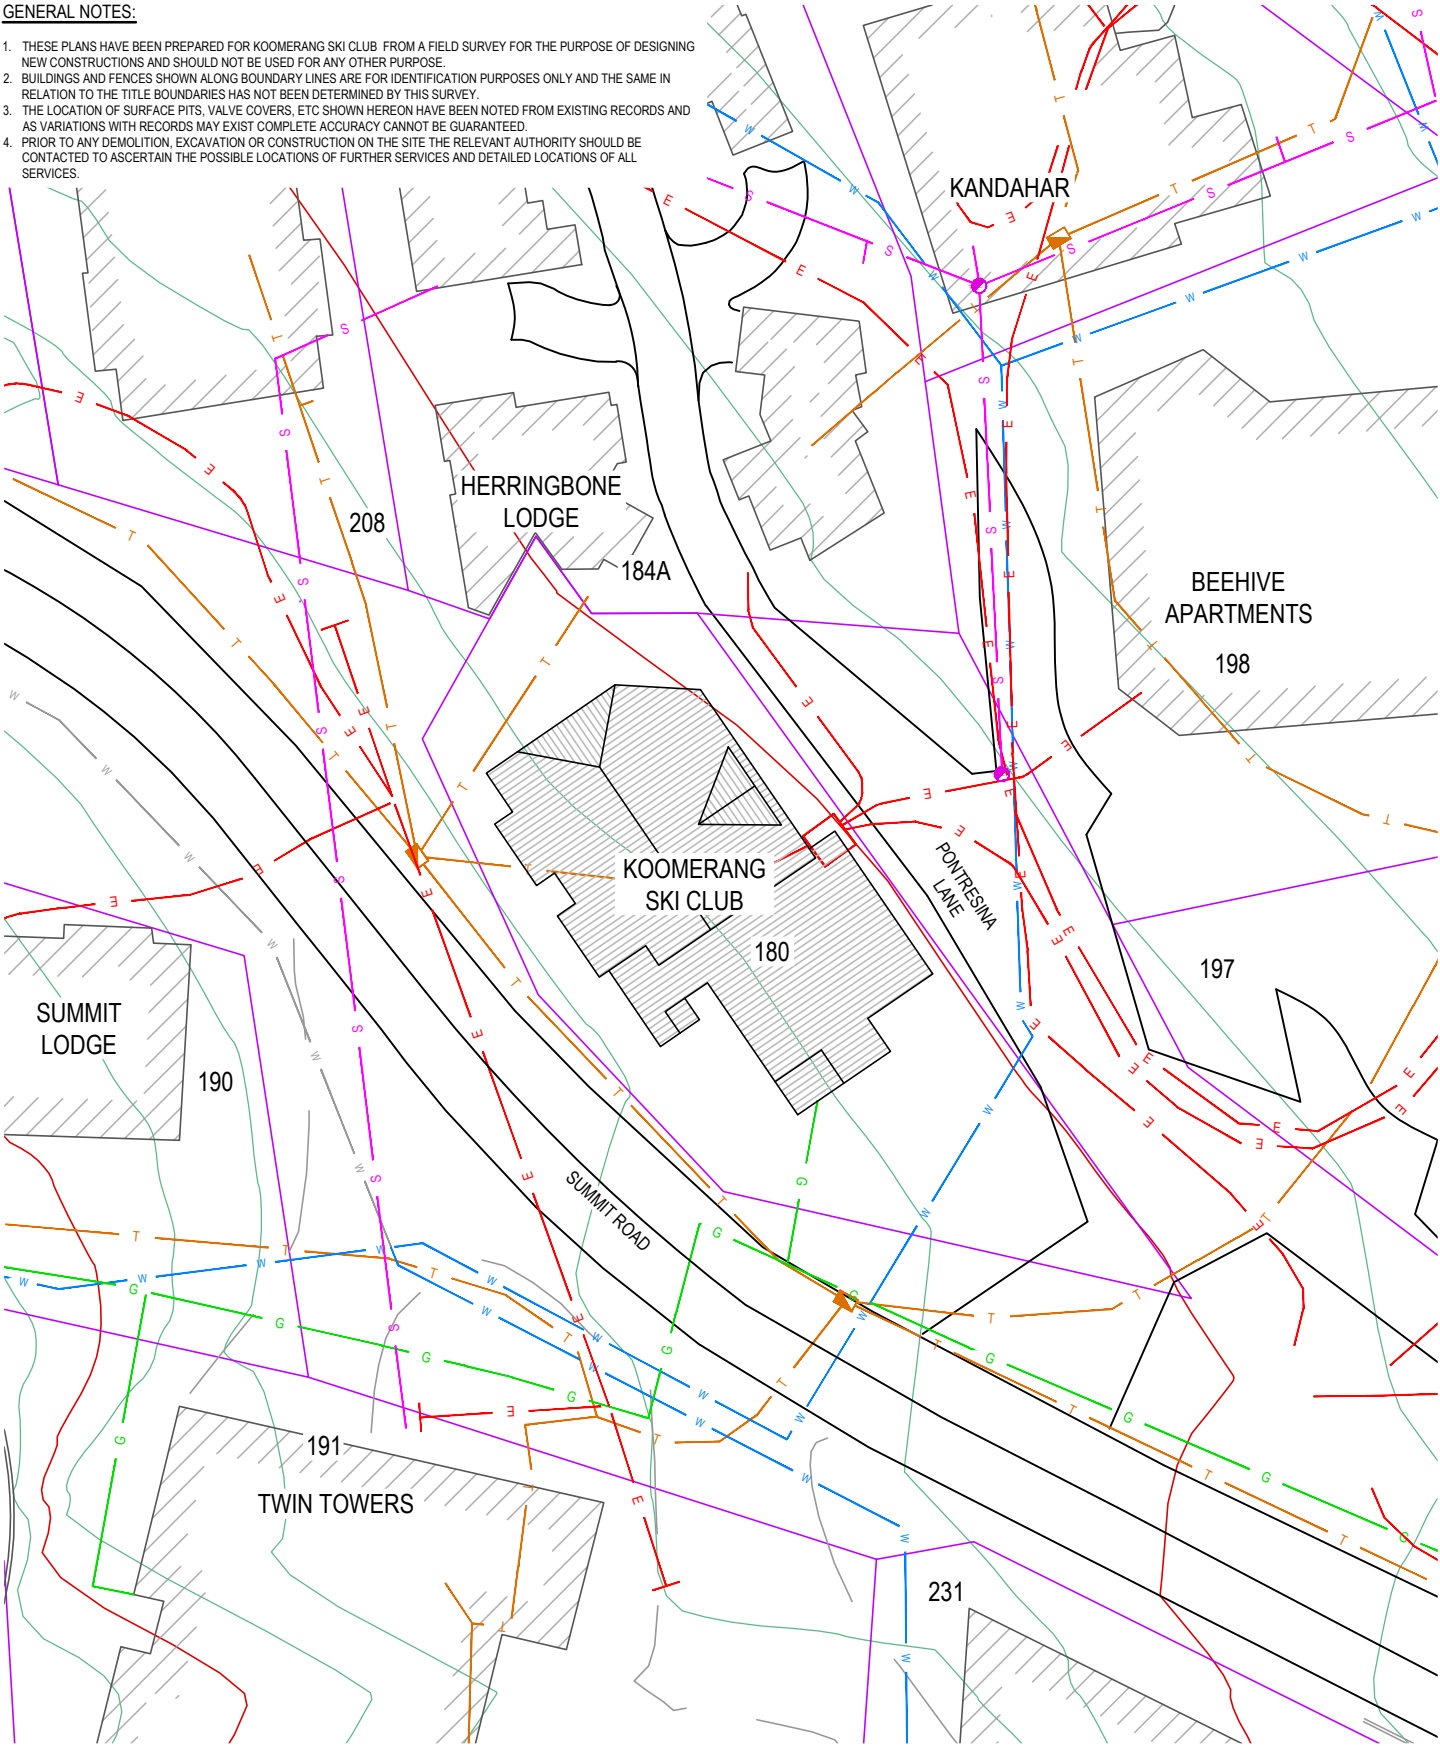 GENERAL NOTES:
1. THESE PLANS HAVE BEEN PREPARED FOR KOOMERANG SKI CLUB FROM A FIELD SURVEY FOR THE PURPOSE OF DESIGNING
NEW CONSTRUCTIONS AND SHOULD NOT BE USED FOR ANY OTHER PURPOSE.
2. BUILDINGS AND FENCES SHOWN ALONG BOUNDARY LINES ARE FOR IDENTIFICATION PURPOSES ONLY AND THE SAME IN
RELATION TO THE TITLE BOUNDARIES HAS NOT BEEN DETERMINED BY THIS SURVEY.
3. THE LOCATION OF SURFACE PITS, VALVE COVERS, ETC SHOWN HEREON HAVE BEEN NOTED FROM EXISTING RECORDS AND
AS VARIATIONS WITH RECORDS MAY EXIST COMPLETE ACCURACY CANNOT BE GUARANTEED.
4. PRIOR TO ANY DEMOLITION, EXCAVATION OR CONSTRUCTION ON THE SITE THE RELEVANT AUTHORITY SHOULD BE
CONTACTED TO ASCERTAIN THE POSSIBLE LOCATIONS OF FURTHER SERVICES AND DETAILED LOCATIONS OF ALL
SERVICES.
KANDAHAR
HERRINGBONE
LODGE
208
184A
BEEHIVE
APARTMENTS
198
KOOMERANG
SKI CLUB
180
PONTRESINA
LANE
197
SUMMIT
LODGE
190
SUMMIT ROAD
191
TWIN TOWERS
231